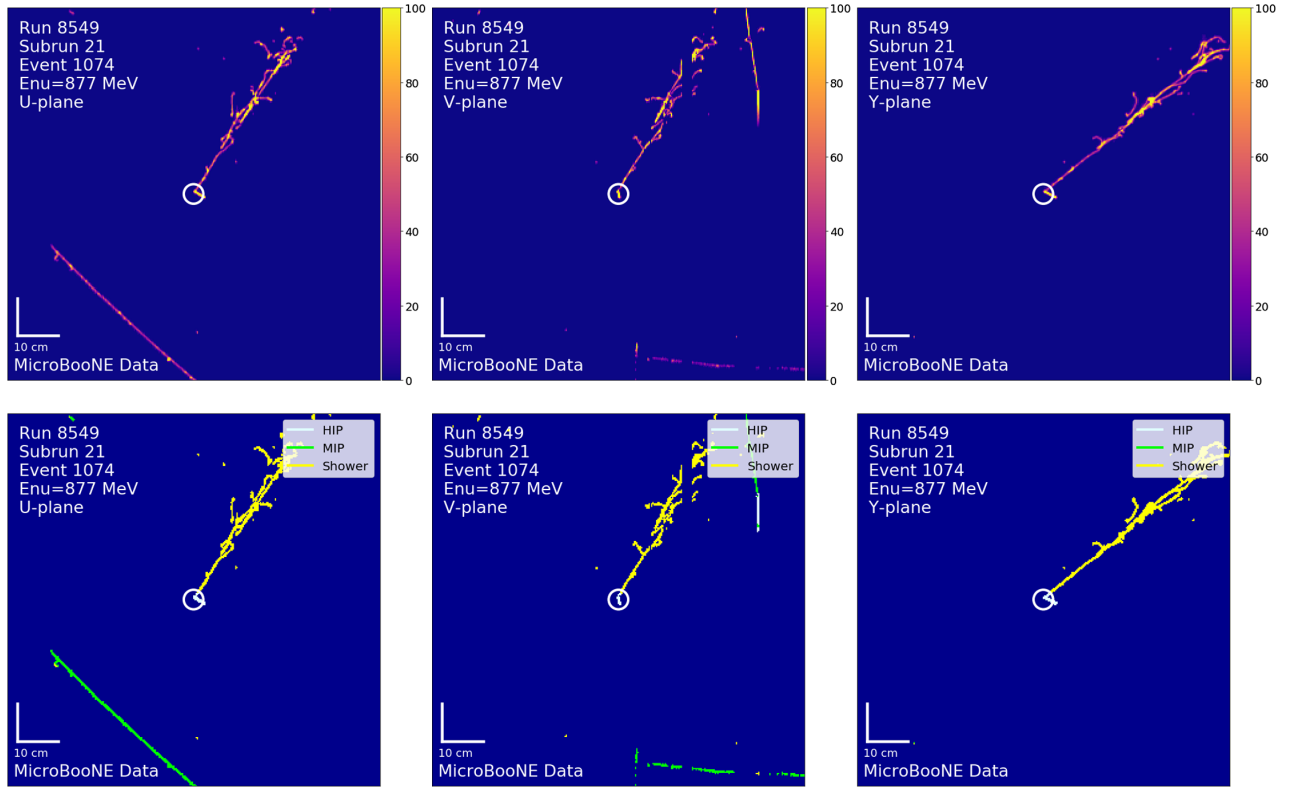 Run 8549
Subrun 21
Event 1074
Enu=877 MeV
U-plane
10 cm
MicroBooNE Data
100
80
60
40
20
0
Run 8549
Subrun 21
Event 1074
Enu=877 MeV
V-plane
10 cm
MicroBooNE Data
100
80
60
40
20
0
Run 8549
Subrun 21
Event 1074
Enu=877 MeV
Y-plane
10 cm
MicroBooNE Data
100
80
60
40
20
0
Run 8549
Subrun 21
Event 1074
Enu=877 MeV
U-plane
HIP
MIP
Shower
10 cm
MicroBooNE Data
Run 8549
Subrun 21
Event 1074
Enu=877 MeV
V-plane
HIP
MIP
Shower
10 cm
MicroBooNE Data
Run 8549
Subrun 21
Event 1074
Enu=877 MeV
Y-plane
HIP
MIP
Shower
10 cm
MicroBooNE Data